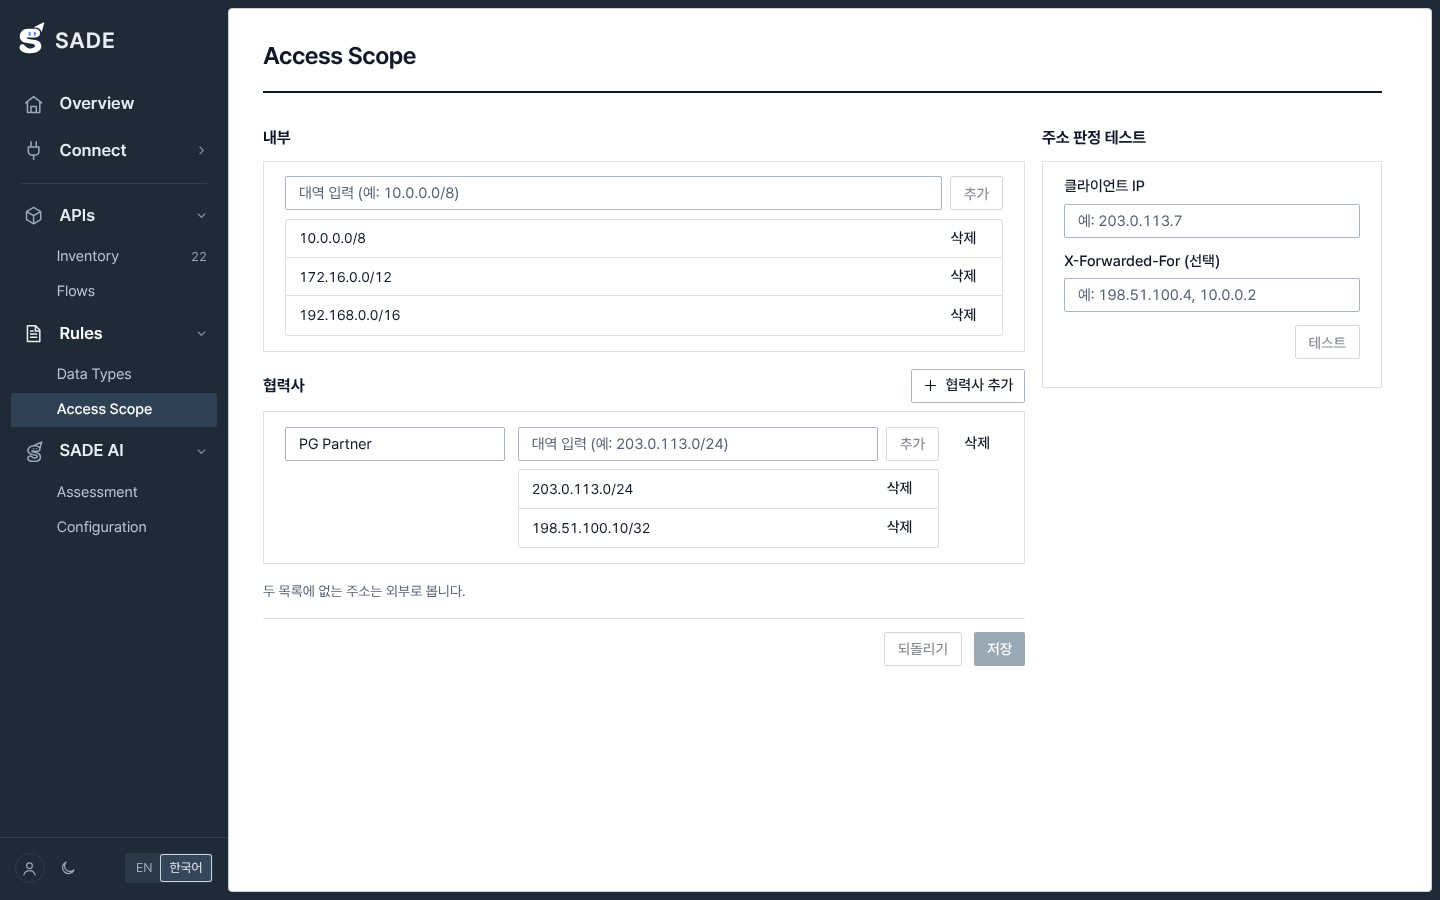 SADE
Overview
Connect
APIs
Inventory 22
Flows
Rules
Data Types
Access Scope
SADE AI
Assessment
Configuration
EN 한국어
Access Scope
내부
대역 입력 (예: 10.0.0.0/8) 추가
10.0.0.0/8 삭제
172.16.0.0/12 삭제
192.168.0.0/16 삭제
협력사 + 협력사 추가
PG Partner 대역 입력 (예: 203.0.113.0/24) 추가 삭제
203.0.113.0/24 삭제
198.51.100.10/32 삭제
두 목록에 없는 주소는 외부로 봅니다.
되돌리기 저장
주소 판정 테스트
클라이언트 IP
예: 203.0.113.7
X-Forwarded-For (선택)
예: 198.51.100.4, 10.0.0.2
테스트